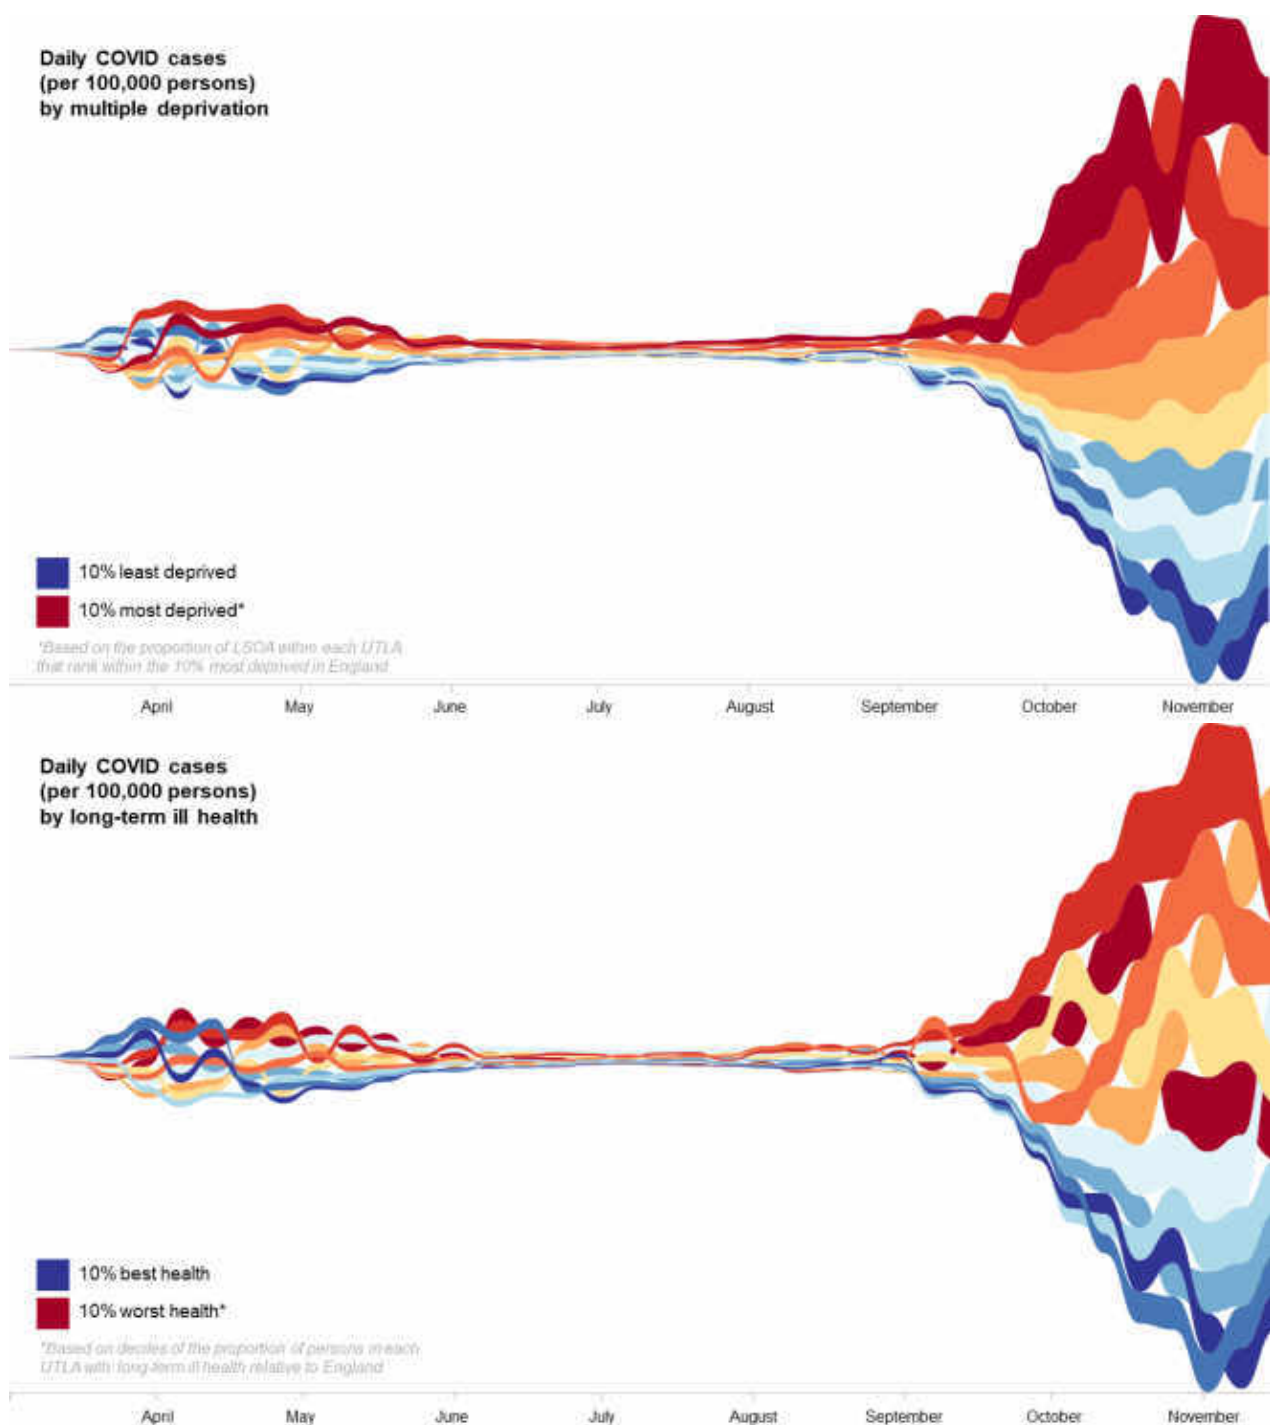 Daily COVID cases
(per 100,000 persons)
by multiple deprivation
10% least deprived
10% most deprived*
*Based on the proportion of LSOA within each UTLA
that rank within the 10% most deprived in England
April May June July August September October November
Daily COVID cases
(per 100,000 persons)
by long-term ill health
10% best health
10% worst health*
*Based on deciles of the proportion of persons in each
UTLA with long-term ill health relative to England
April May June July August September October November